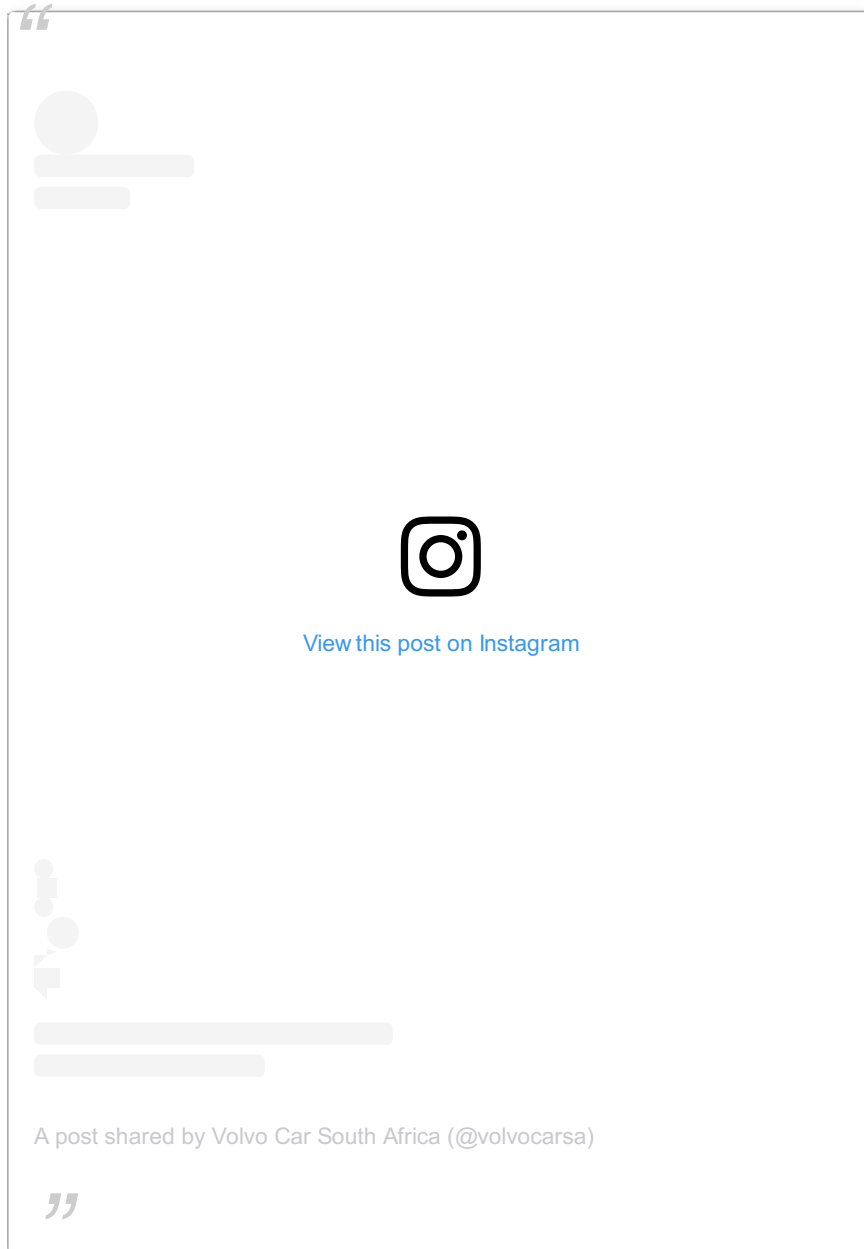 “
View this post on Instagram
A post shared by Volvo Car South Africa (@volvocarsa)
”